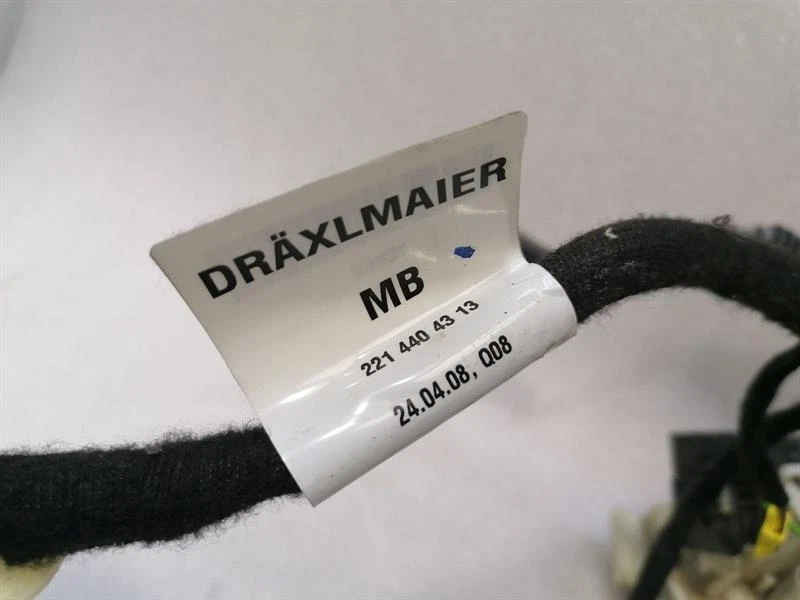 DRÄXLMAIER
MB
221 440 43 13
24.04.08, Q08